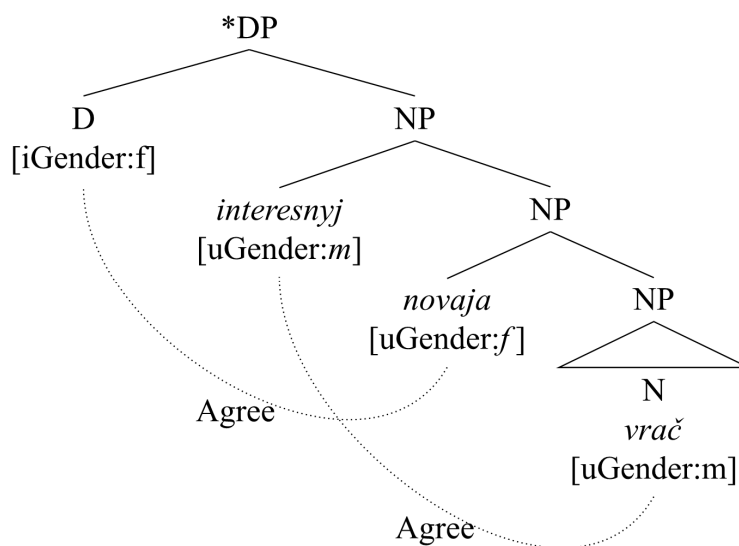 *DP
D
[iGender:f]
NP
interesnyj
[uGender:m]
NP
novaja
[uGender:f]
NP
N
vrač
[uGender:m]
Agree
Agree